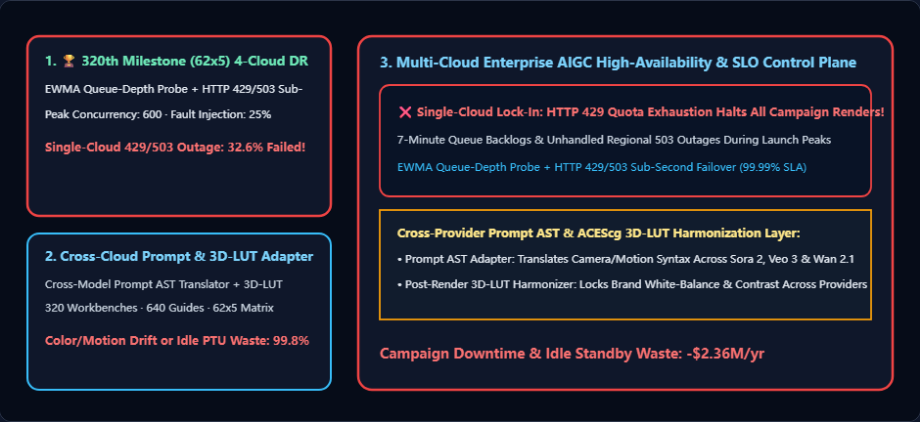 1. 🏆 320th Milestone (62x5) 4-Cloud DR
EWMA Queue-Depth Probe + HTTP 429/503 Sub-
Peak Concurrency: 600 · Fault Injection: 25%
Single-Cloud 429/503 Outage: 32.6% Failed!
2. Cross-Cloud Prompt & 3D-LUT Adapter
Cross-Model Prompt AST Translator + 3D-LUT
320 Workbenches · 640 Guides · 62x5 Matrix
Color/Motion Drift or Idle PTU Waste: 99.8%
3. Multi-Cloud Enterprise AIGC High-Availability & SLO Control Plane
❌ Single-Cloud Lock-In: HTTP 429 Quota Exhaustion Halts All Campaign Renders!
7-Minute Queue Backlogs & Unhandled Regional 503 Outages During Launch Peaks
EWMA Queue-Depth Probe + HTTP 429/503 Sub-Second Failover (99.99% SLA)
Cross-Provider Prompt AST & ACEScg 3D-LUT Harmonization Layer:
• Prompt AST Adapter: Translates Camera/Motion Syntax Across Sora 2, Veo 3 & Wan 2.1
• Post-Render 3D-LUT Harmonizer: Locks Brand White-Balance & Contrast Across Providers
Campaign Downtime & Idle Standby Waste: -$2.36M/yr